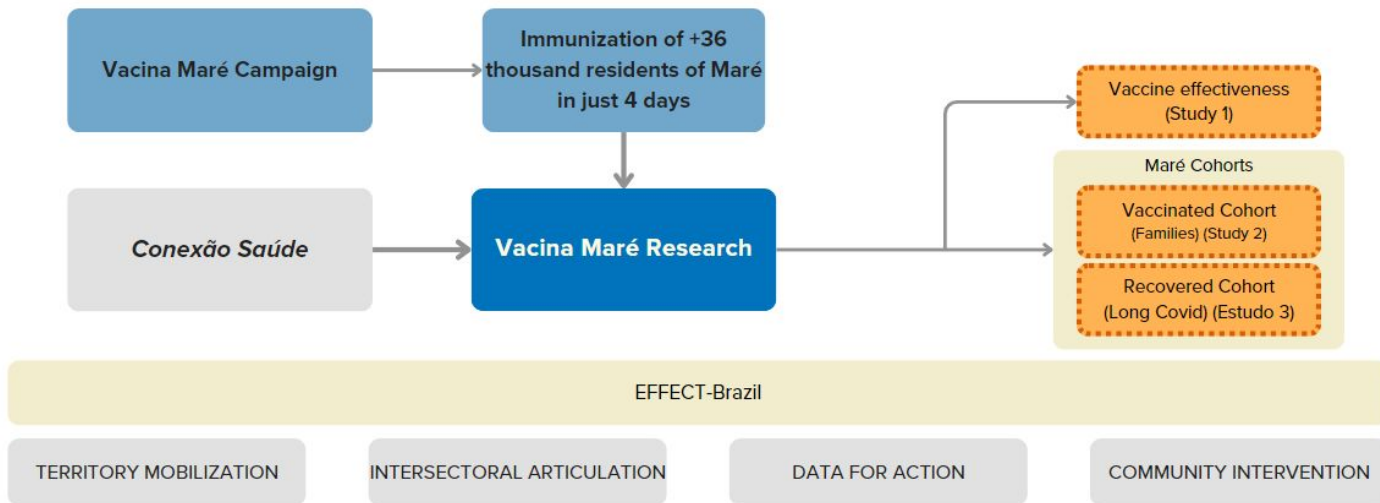 Vacina Maré Campaign
Immunization of +36
thousand residents of Maré
in just 4 days
Vaccine effectiveness
(Study 1)
Maré Cohorts
Conexão Saúde
Vacina Maré Research
Vaccinated Cohort
(Families) (Study 2)
Recovered Cohort
(Long Covid) (Estudo 3)
EFFECT-Brazil
TERRITORY MOBILIZATION
INTERSECTORAL ARTICULATION
DATA FOR ACTION
COMMUNITY INTERVENTION